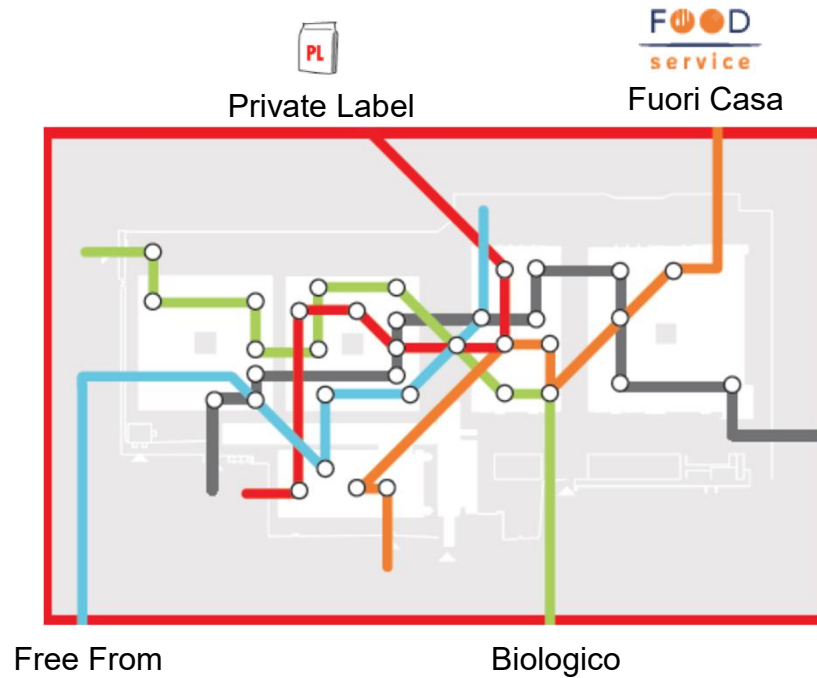 PL
Private Label
FOOD
service
Fuori Casa
Free From
Biologico